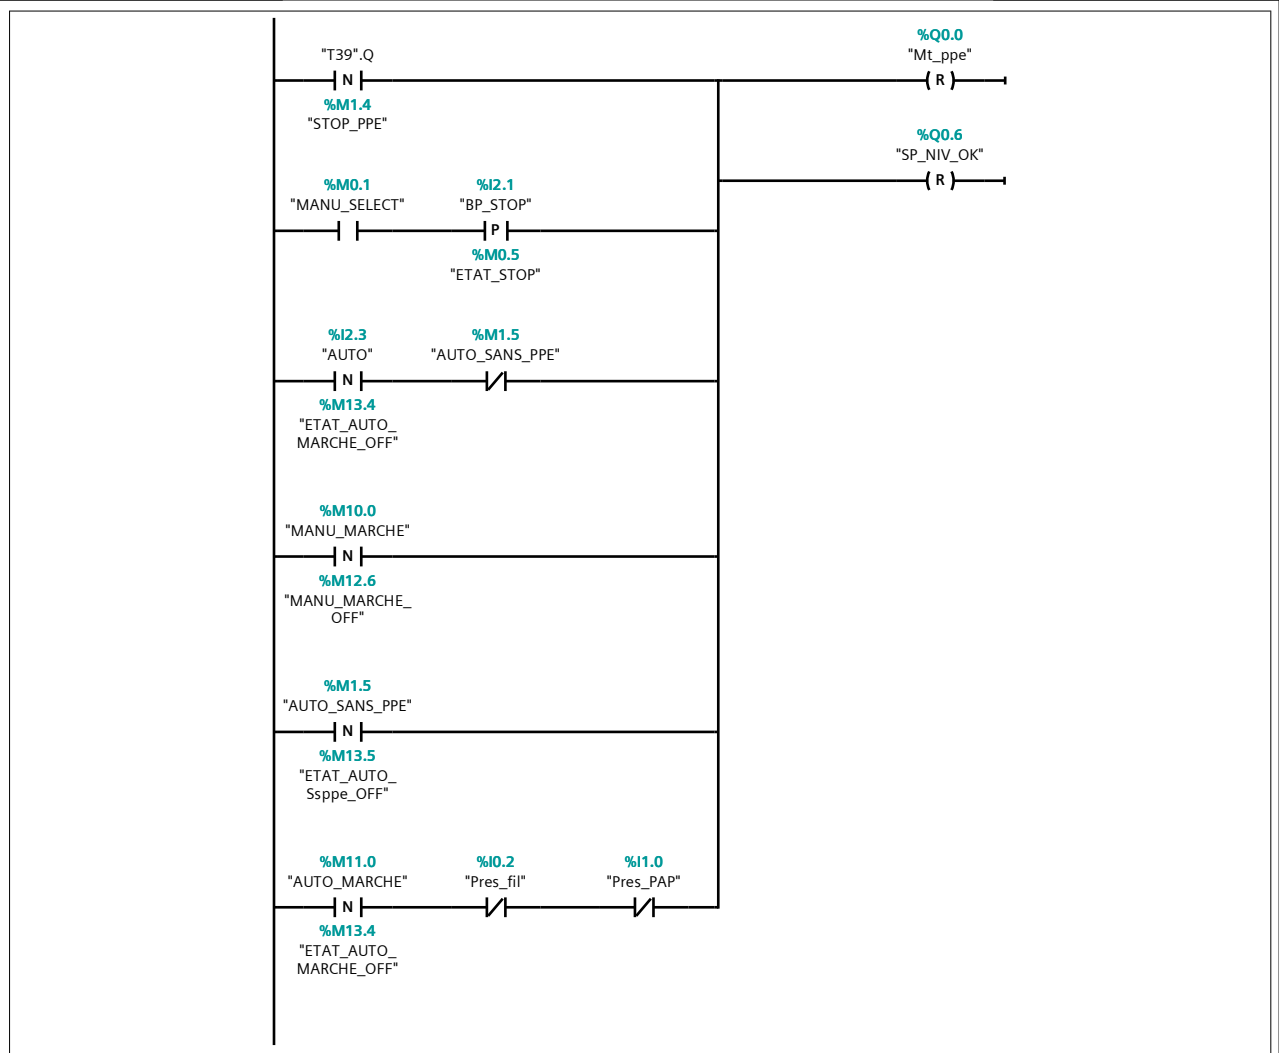 %Q0.0
"T39".Q
"Mt_ppe"
N
R
%M1.4
"STOP_PPE"
%Q0.6
"SP_NIV_OK"
R
%M0.1
%I2.1
"MANU_SELECT"
"BP_STOP"
P
%M0.5
"ETAT_STOP"
%I2.3
%M1.5
"AUTO"
"AUTO_SANS_PPE"
N
%M13.4
"ETAT_AUTO_
MARCHE_OFF"
%M10.0
"MANU_MARCHE"
N
%M12.6
"MANU_MARCHE_
OFF"
%M1.5
"AUTO_SANS_PPE"
N
%M13.5
"ETAT_AUTO_
Ssppe_OFF"
%M11.0
%I0.2
%I1.0
"AUTO_MARCHE"
"Pres_fil"
"Pres_PAP"
N
%M13.4
"ETAT_AUTO_
MARCHE_OFF"